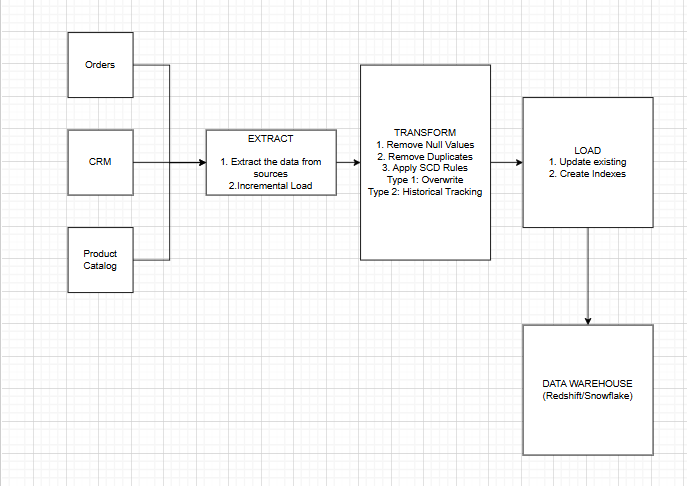 Orders
CRM
Product
Catalog
EXTRACT
1. Extract the data from
sources
2.Incremental Load
TRANSFORM
1. Remove Null Values
2. Remove Duplicates
3. Apply SCD Rules
Type 1: Overwrite
Type 2: Historical Tracking
LOAD
1. Update existing
2. Create Indexes
DATA WAREHOUSE
(Redshift/Snowflake)